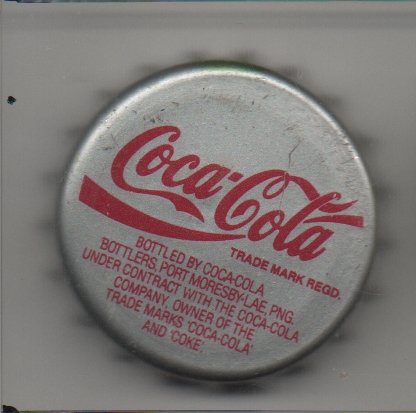 Coca-Cola
TRADE MARK REGD.
BOTTLED BY COCA-COLA
BOTTLERS, PORT MORESBY-LAE, PNG.
UNDER CONTRACT WITH THE COCA-COLA
COMPANY, OWNER OF THE
TRADE MARKS 'COCA-COLA'
AND 'COKE.'